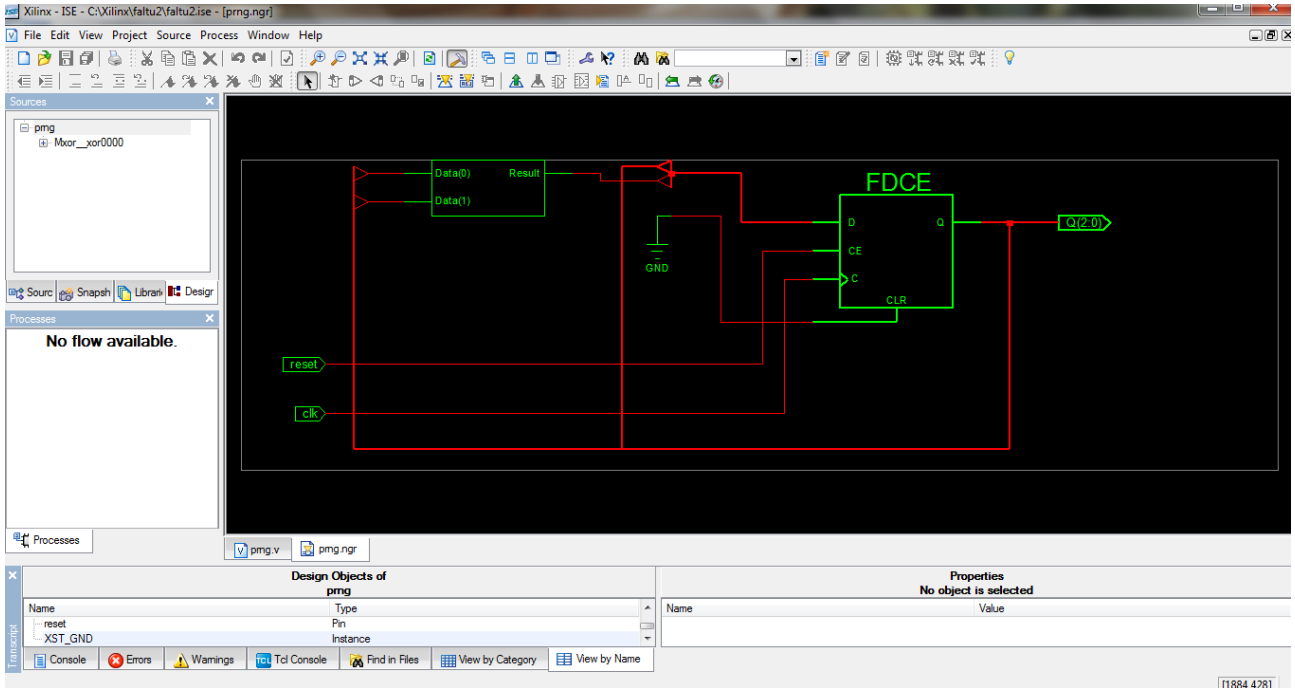 Xilinx - ISE - C:\Xilinx\faltu2\faltu2.ise - [prng.ngr]
File Edit View Project Source Process Window Help
Sources
prng
Mxor__xor0000
Sourc Snapsh Librari Desigr
Processes
No flow available.
Processes
Data(0) Result
Data(1)
FDCE
D Q
CE
C
CLR
Q(2:0)
GND
reset
clk
prng.v prng.ngr
Design Objects of
prng
Name Type
reset Pin
XST_GND Instance
Properties
No object is selected
Name Value
Transcript
Console Errors Warnings Tcl Console Find in Files View by Category View by Name
[1884,428]